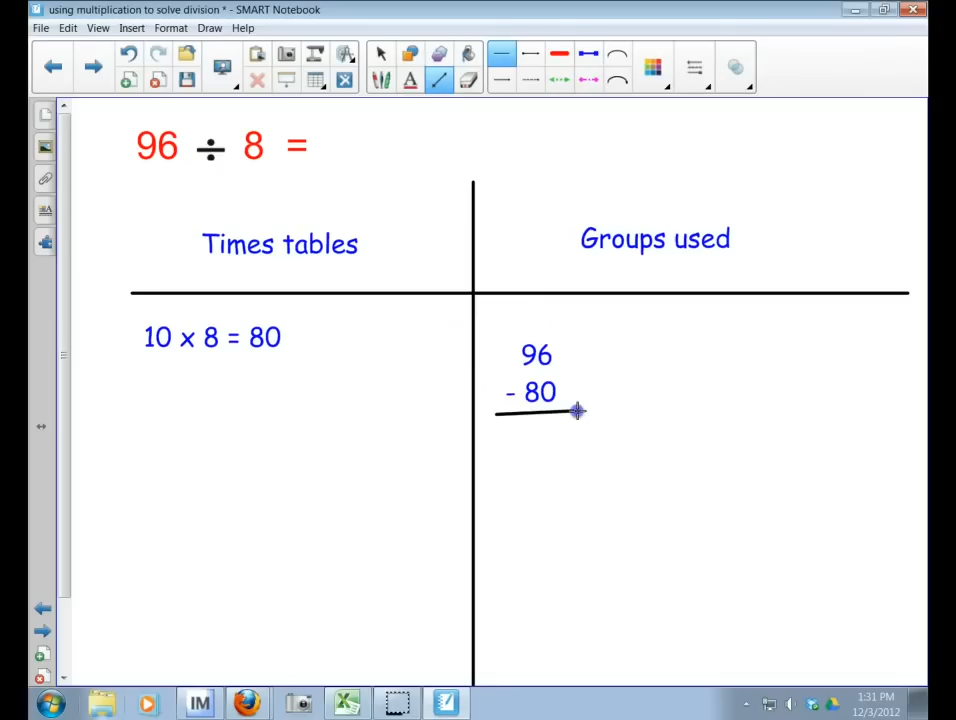 using multiplication to solve division * - SMART Notebook
File Edit View Insert Format Draw Help
96 ÷ 8 =
Times tables
Groups used
10 x 8 = 80
96
- 80
IM
1:31 PM
12/3/2012